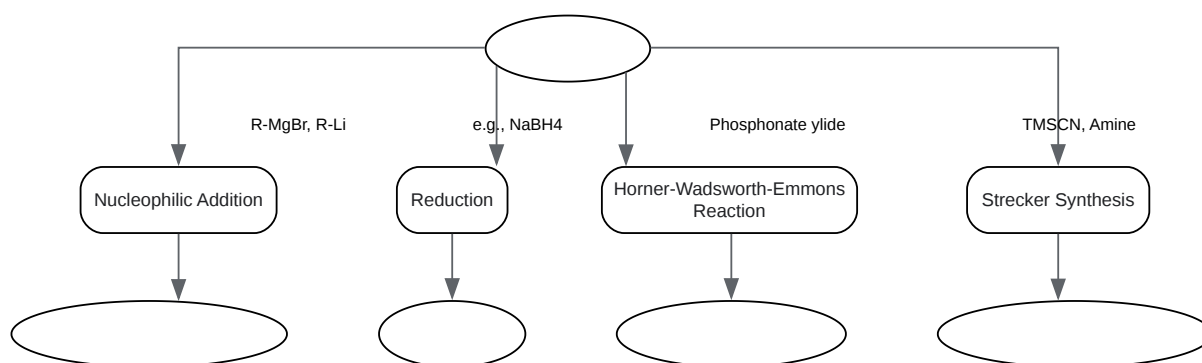 R-MgBr, R-Li
e.g., NaBH4
Phosphonate ylide
TMSCN, Amine
Nucleophilic Addition
Reduction
Horner-Wadsworth-Emmons
Reaction
Strecker Synthesis